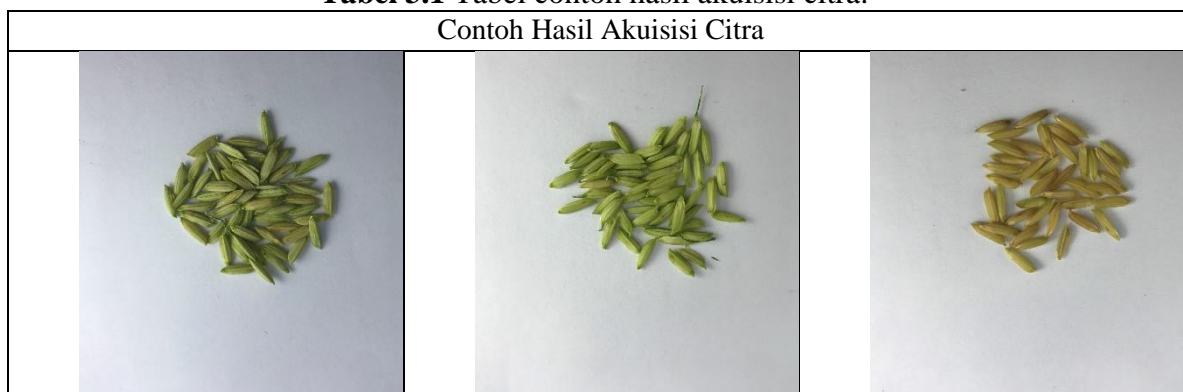 Tabel 3.1 Tabel contoh hasil akuisisi citra.
Contoh Hasil Akuisisi Citra